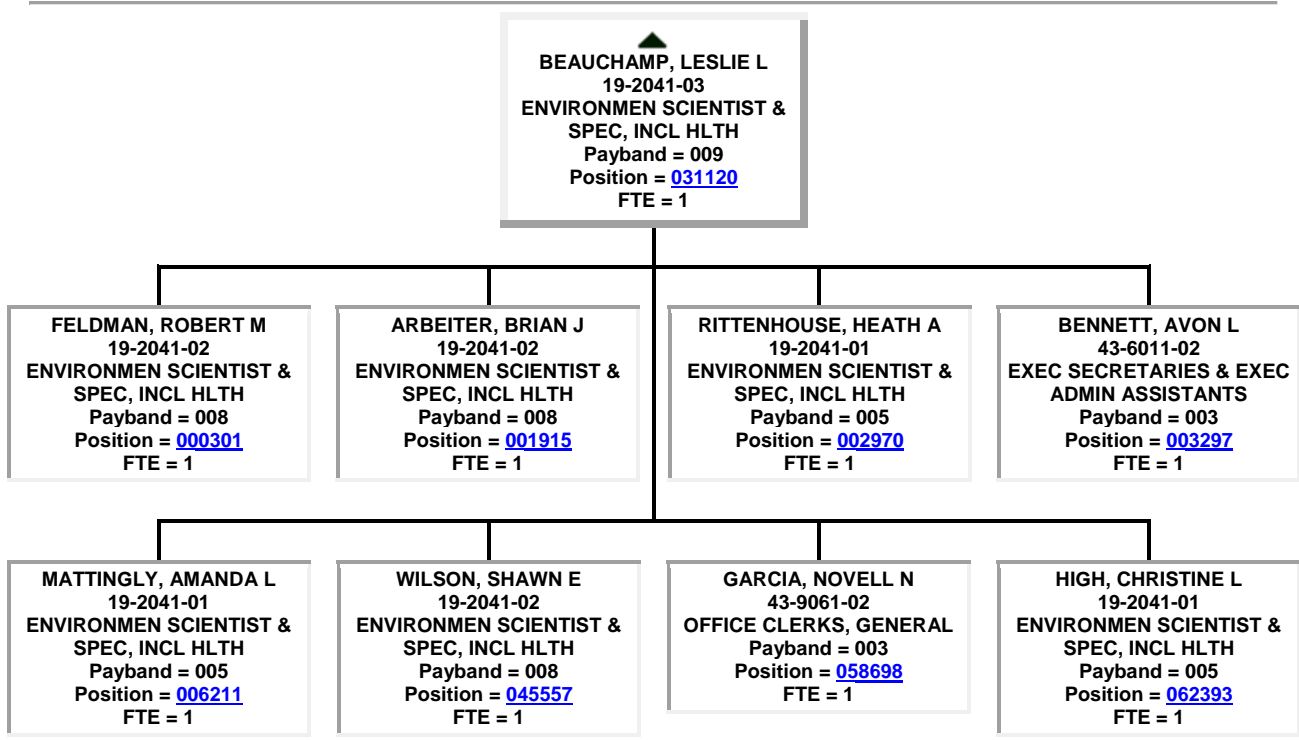 BEAUCHAMP, LESLIE L
19-2041-03
ENVIRONMEN SCIENTIST &
SPEC, INCL HLTH
Payband = 009
Position = 031120
FTE = 1
FELDMAN, ROBERT M
19-2041-02
ENVIRONMEN SCIENTIST &
SPEC, INCL HLTH
Payband = 008
Position = 000301
FTE = 1
ARBEITER, BRIAN J
19-2041-02
ENVIRONMEN SCIENTIST &
SPEC, INCL HLTH
Payband = 008
Position = 001915
FTE = 1
RITTENHOUSE, HEATH A
19-2041-01
ENVIRONMEN SCIENTIST &
SPEC, INCL HLTH
Payband = 005
Position = 002970
FTE = 1
BENNETT, AVON L
43-6011-02
EXEC SECRETARIES & EXEC
ADMIN ASSISTANTS
Payband = 003
Position = 003297
FTE = 1
MATTINGLY, AMANDA L
19-2041-01
ENVIRONMEN SCIENTIST &
SPEC, INCL HLTH
Payband = 005
Position = 006211
FTE = 1
WILSON, SHAWN E
19-2041-02
ENVIRONMEN SCIENTIST &
SPEC, INCL HLTH
Payband = 008
Position = 045557
FTE = 1
GARCIA, NOVELL N
43-9061-02
OFFICE CLERKS, GENERAL
Payband = 003
Position = 058698
FTE = 1
HIGH, CHRISTINE L
19-2041-01
ENVIRONMEN SCIENTIST &
SPEC, INCL HLTH
Payband = 005
Position = 062393
FTE = 1